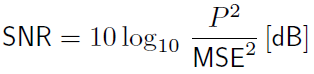 SNR = 10 log₁₀ P² / MSE² [dB]